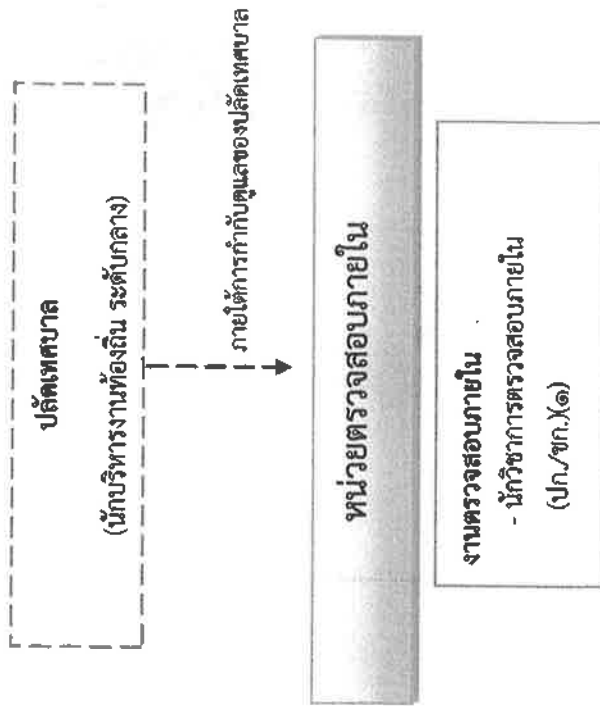 ปลัดเทศบาล
(นักบริหารงานท้องถิ่น ระดับกลาง)
ภายใต้การกำกับดูแลของปลัดเทศบาล
หน่วยตรวจสอบภายใน
งานตรวจสอบภายใน
- นักวิชาการตรวจสอบภายใน
(ปก./ชก.)(๑)